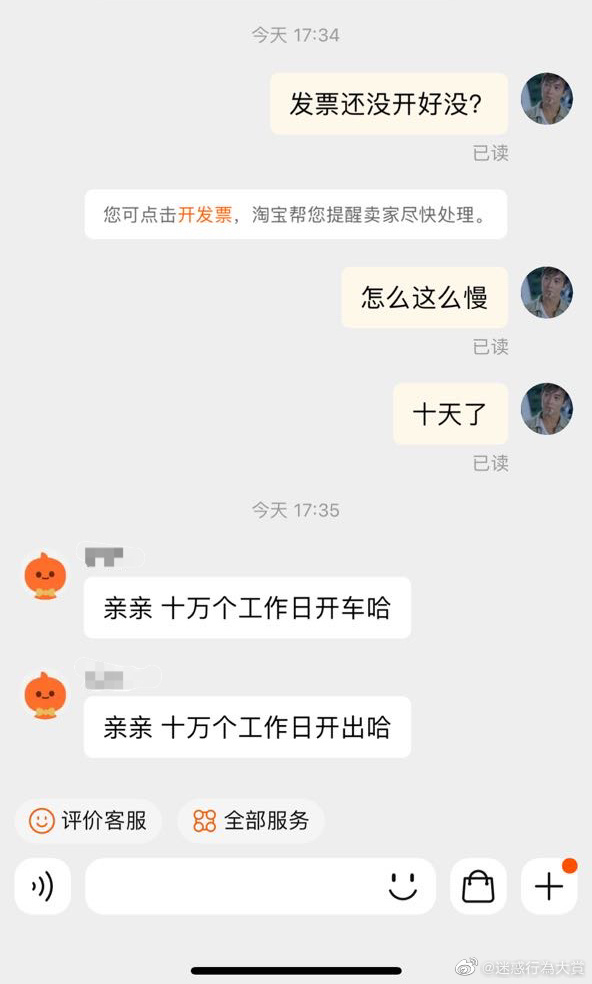 今天 17:34
发票还没开好没?
已读
您可点击开发票，淘宝帮您提醒卖家尽快处理。
怎么这么慢
已读
十天了
已读
今天 17:35
亲亲 十万个工作日开车哈
亲亲 十万个工作日开出哈
评价客服
全部服务
@迷惑行為大賞